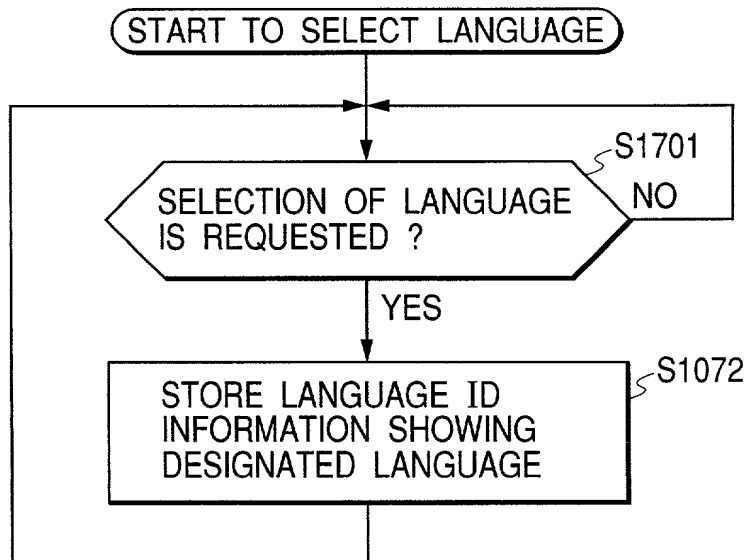 START TO SELECT LANGUAGE
S1701
SELECTION OF LANGUAGE
IS REQUESTED ?
NO
YES
S1072
STORE LANGUAGE ID
INFORMATION SHOWING
DESIGNATED LANGUAGE